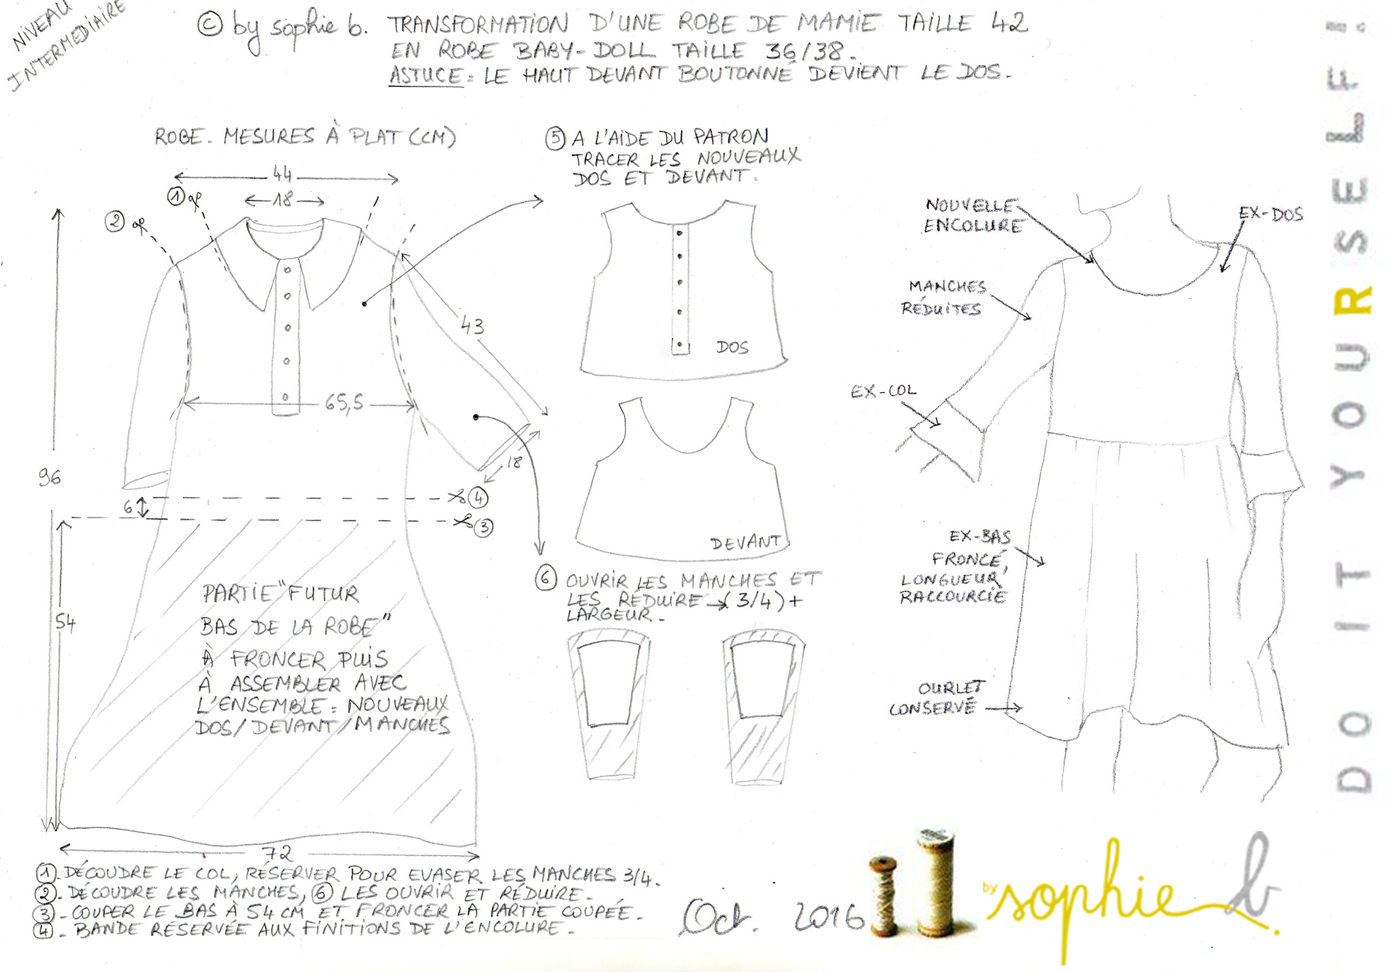 NIVEAU
INTERMEDIAIRE
© by sophie b. TRANSFORMATION D'UNE ROBE DE MAMIE TAILLE 42
EN ROBE BABY-DOLL TAILLE 36/38.
ASTUCE = LE HAUT DEVANT BOUTONNÉ DEVIENT LE DOS.
ROBE. MESURES À PLAT (CM)
44
18
1
2
43
65,5
18
96
6
4
3
54
PARTIE "FUTUR
BAS DE LA ROBE"
À FRONCER PUIS
À ASSEMBLER AVEC
L'ENSEMBLE = NOUVEAUX
DOS/DEVANT/MANCHES
72
5 A L'AIDE DU PATRON
TRACER LES NOUVEAUX
DOS ET DEVANT.
DOS
DEVANT
6 OUVRIR LES MANCHES ET
LES RÉDUIRE → (3/4) +
LARGEUR.
NOUVELLE
ENCOLURE
EX-DOS
MANCHES
RÉDUITES
EX-COL
EX-BAS
FRONCÉ,
LONGUEUR
RACCOURCIE
OURLET
CONSERVÉ
1. DÉCOUDRE LE COL, RÉSERVER POUR EVASER LES MANCHES 3/4.
2. DÉCOUDRE LES MANCHES, 6 LES OUVRIR ET RÉDUIRE.
3. COUPER LE BAS À 54 CM ET FRONCER LA PARTIE COUPÉE.
4. BANDE RÉSERVÉE AUX FINITIONS DE L'ENCOLURE.
Oct. 2016
by sophie b.
DO IT YOURSELF!